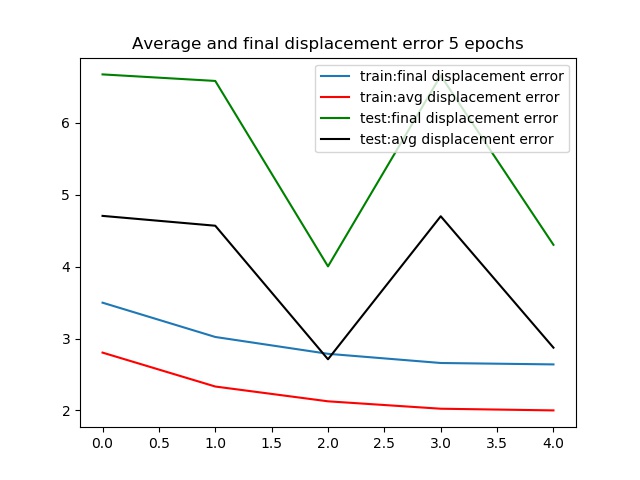 Average and final displacement error 5 epochs
train:final displacement error
train:avg displacement error
test:final displacement error
test:avg displacement error
6
5
4
3
2
0.0 0.5 1.0 1.5 2.0 2.5 3.0 3.5 4.0